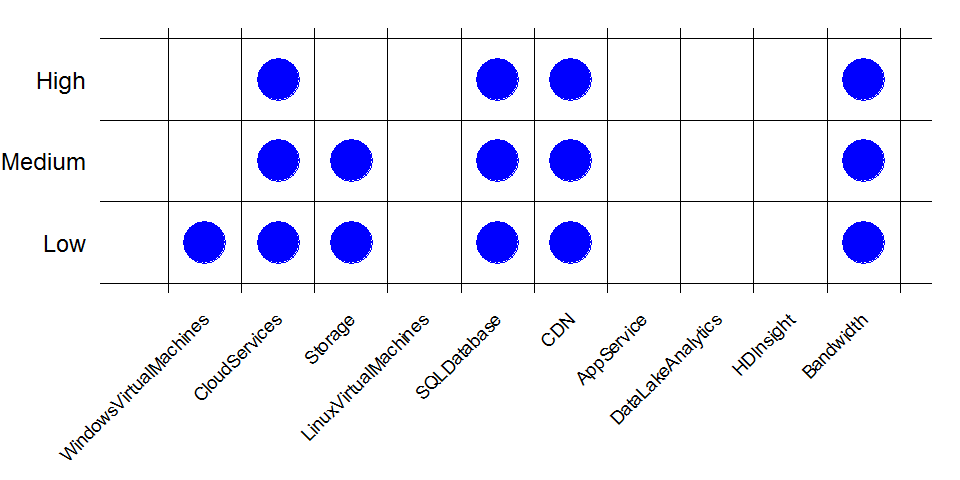 High
Medium
Low
WindowsVirtualMachines
CloudServices
Storage
LinuxVirtualMachines
SQLDatabase
CDN
AppService
DataLakeAnalytics
HDInsight
Bandwidth